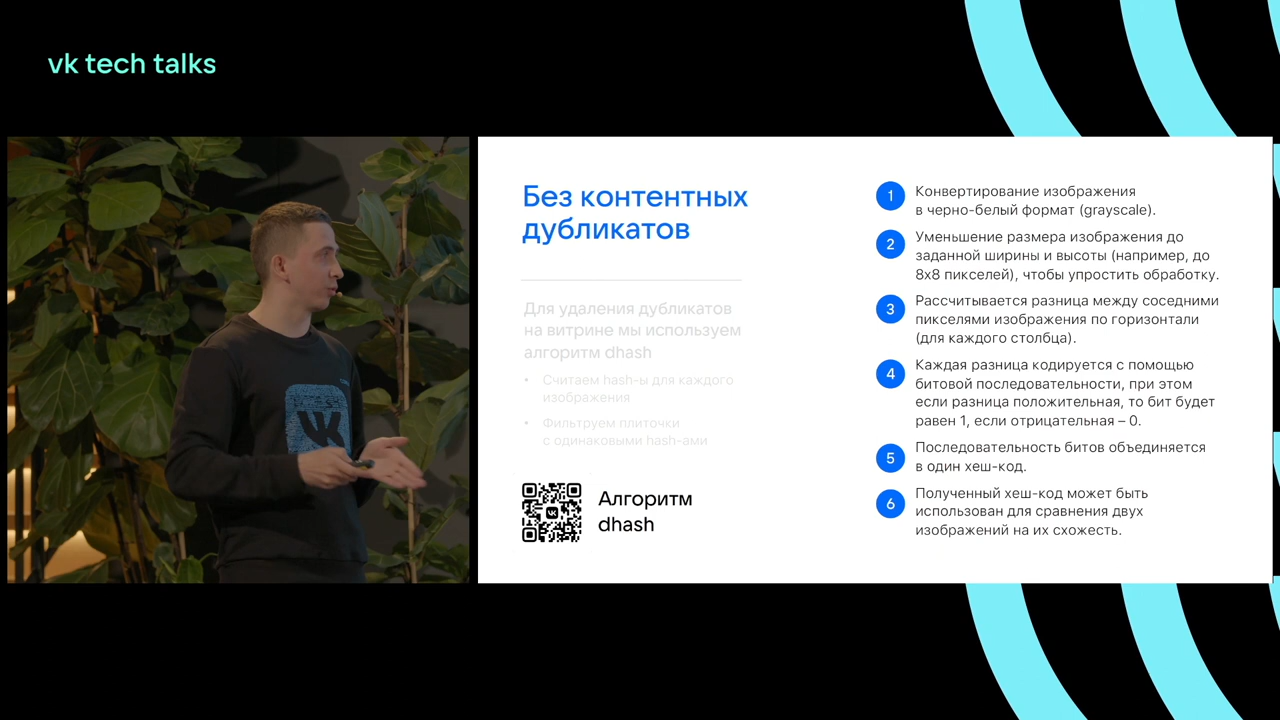 vk tech talks
Без контентных
дубликатов
Для удаления дубликатов
на витрине мы используем
алгоритм dhash
• Считаем hash-ы для каждого
изображения
• Фильтруем плиточки
с одинаковыми hash-ами
VK
Алгоритм
dhash
1 Конвертирование изображения
в черно-белый формат (grayscale).
2 Уменьшение размера изображения до
заданной ширины и высоты (например, до
8x8 пикселей), чтобы упростить обработку.
3 Рассчитывается разница между соседними
пикселями изображения по горизонтали
(для каждого столбца).
4 Каждая разница кодируется с помощью
битовой последовательности, при этом
если разница положительная, то бит будет
равен 1, если отрицательная – 0.
5 Последовательность битов объединяется
в один хеш-код.
6 Полученный хеш-код может быть
использован для сравнения двух
изображений на их схожесть.
VK